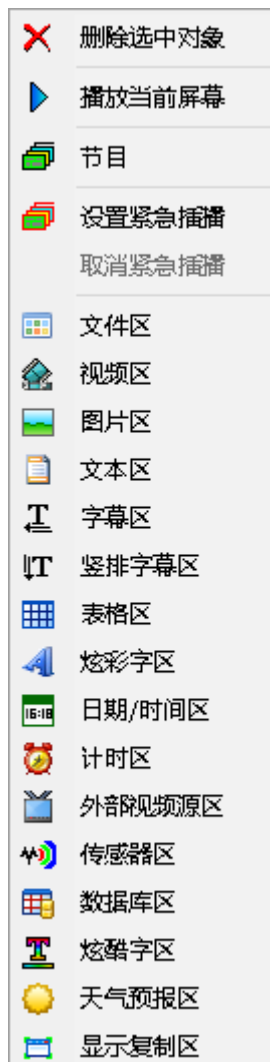 删除选中对象
播放当前屏幕
节目
设置紧急插播
取消紧急插播
文件区
视频区
图片区
文本区
字幕区
竖排字幕区
表格区
炫彩字区
16:18
日期/时间区
计时区
外部视频源区
传感器区
数据库区
炫酷字区
天气预报区
显示复制区